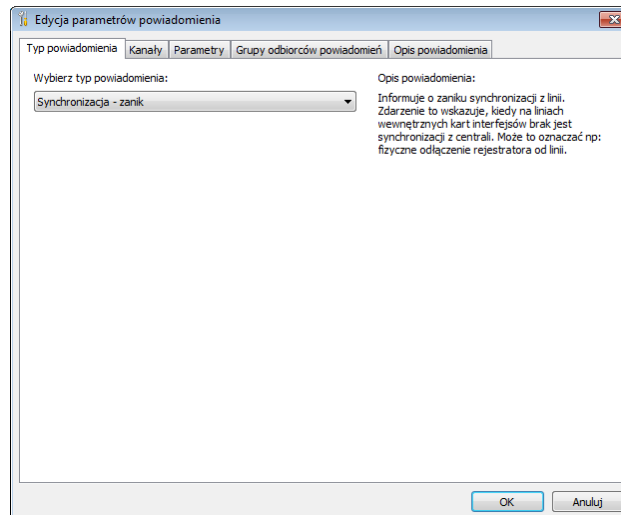 Edycja parametrów powiadomienia
Typ powiadomienia Kanały Parametry Grupy odbiorców powiadomień Opis powiadomienia
Wybierz typ powiadomienia:
Synchronizacja - zanik
Opis powiadomienia:
Informuje o zaniku synchronizacji z linii.
Zdarzenie to wskazuje, kiedy na liniach
wewnętrznych kart interfejsów brak jest
synchronizacji z centrali. Może to oznaczać np:
fizyczne odłączenie rejestratora od linii.
OK Anuluj